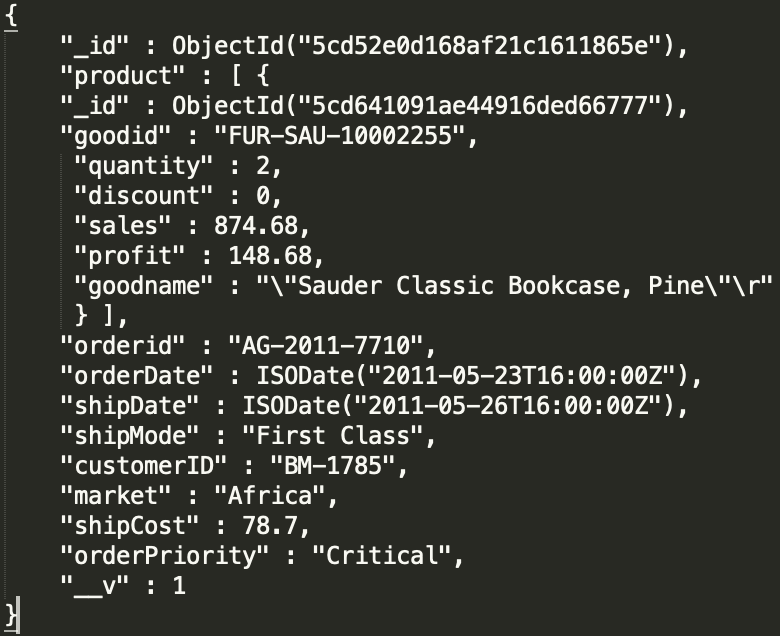 {
"_id" : ObjectId("5cd52e0d168af21c1611865e"),
"product" : [ {
"_id" : ObjectId("5cd641091ae44916ded66777"),
"goodid" : "FUR-SAU-10002255",
"quantity" : 2,
"discount" : 0,
"sales" : 874.68,
"profit" : 148.68,
"goodname" : "\"Sauder Classic Bookcase, Pine\"\r"
} ],
"orderid" : "AG-2011-7710",
"orderDate" : ISODate("2011-05-23T16:00:00Z"),
"shipDate" : ISODate("2011-05-26T16:00:00Z"),
"shipMode" : "First Class",
"customerID" : "BM-1785",
"market" : "Africa",
"shipCost" : 78.7,
"orderPriority" : "Critical",
"__v" : 1
}